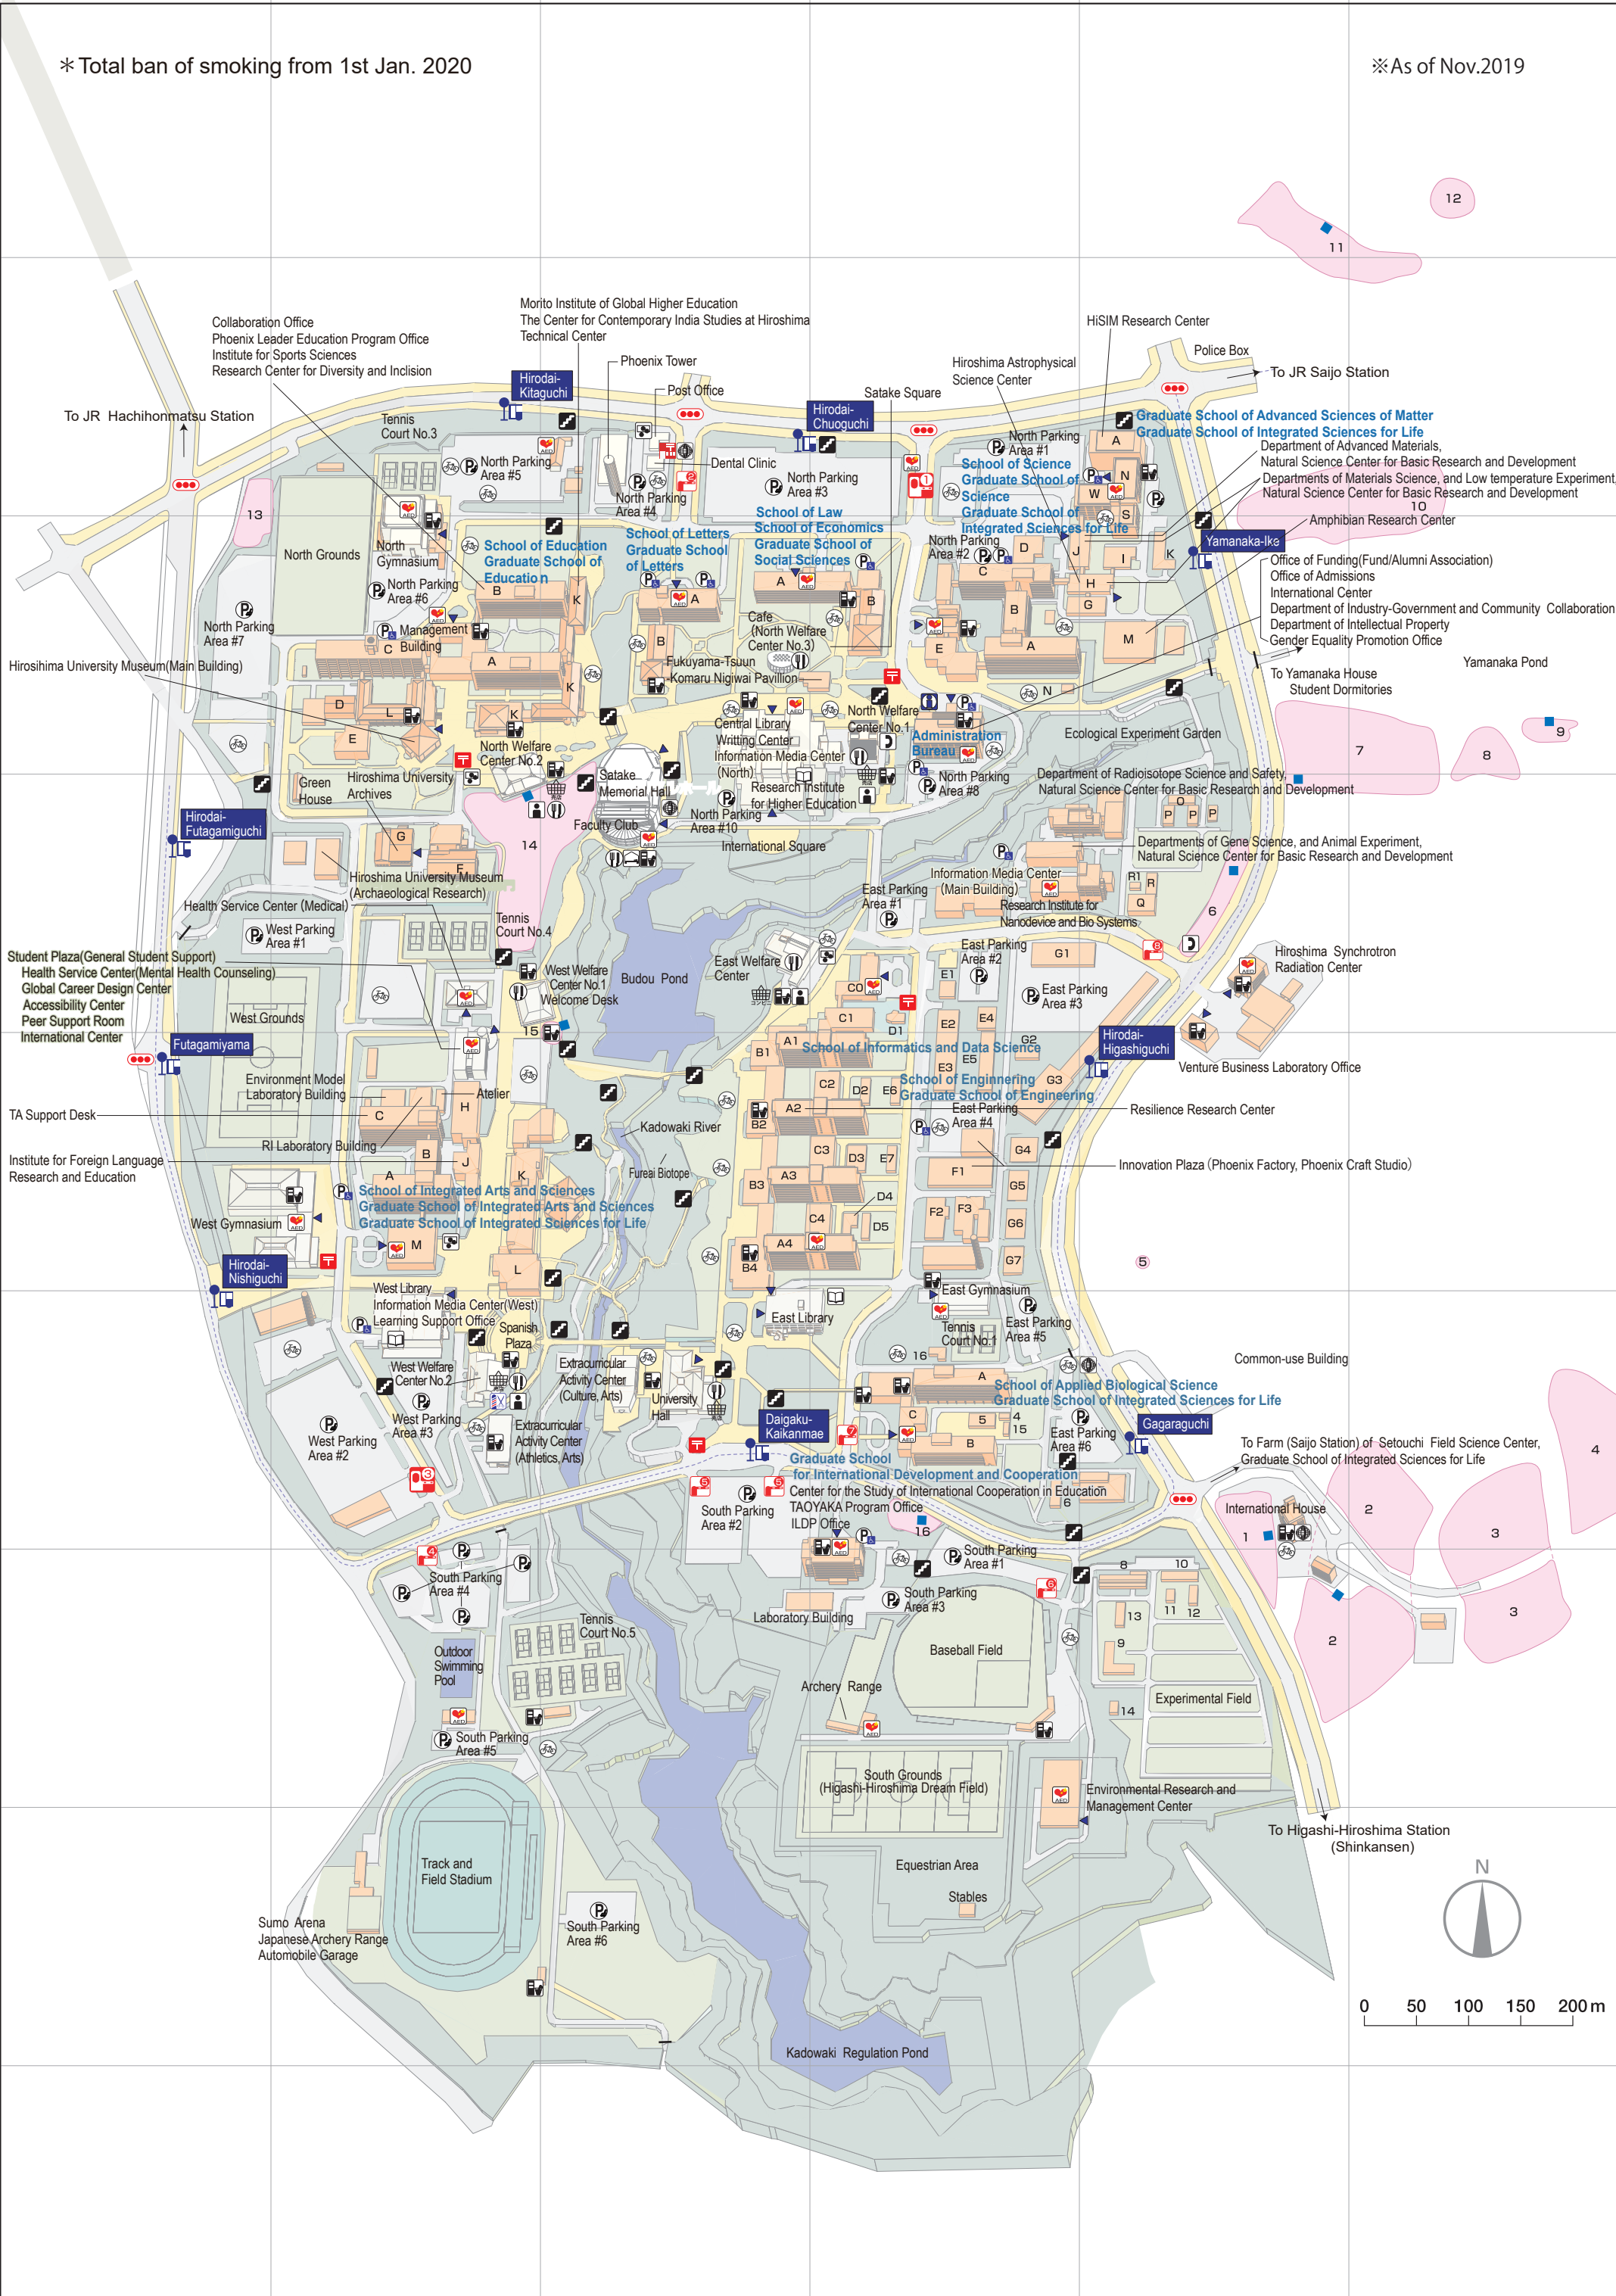 ＊Total ban of smoking from 1st Jan. 2020
※As of Nov.2019
12
11
Collaboration Office
Phoenix Leader Education Program Office
Institute for Sports Sciences
Research Center for Diversity and Inclision
Morito Institute of Global Higher Education
The Center for Contemporary India Studies at Hiroshima
Technical Center
Phoenix Tower
Post Office
Satake Square
Hiroshima Astrophysical
Science Center
HiSIM Research Center
Police Box
To JR Saijo Station
To JR Hachihonmatsu Station
Hirodai-
Kitaguchi
Hirodai-
Chuoguchi
Tennis
Court No.3
North Parking
Area #5
Dental Clinic
North Parking
Area #4
North Parking
Area #3
North Parking
Area #1
Graduate School of Advanced Sciences of Matter
Graduate School of Integrated Sciences for Life
Department of Advanced Materials,
Natural Science Center for Basic Research and Development
Departments of Materials Science, and Low temperature Experiment,
Natural Science Center for Basic Research and Development
10
Amphibian Research Center
Yamanaka-Ike
School of Science
Graduate School of
Science
Graduate School of
Integrated Sciences for Life
School of Law
School of Economics
Graduate School of
Social Sciences
School of Letters
Graduate School
of Letters
School of Education
Graduate School of
Education
13
North Grounds
North
Gymnasium
North Parking
Area #6
North Parking
Area #7
Management
Building
North Parking
Area #2
Office of Funding(Fund/Alumni Association)
Office of Admissions
International Center
Department of Industry-Government and Community Collaboration
Department of Intellectual Property
Gender Equality Promotion Office
To Yamanaka House
Student Dormitories
Yamanaka Pond
Hirosihima University Museum(Main Building)
Cafe
(North Welfare
Center No.3)
Fukuyama-Tsuun
-Komaru Nigiwai Pavillion
North Welfare
Center No.2
Central Library
Writting Center
Information Media Center
(North)
Research Institute
for Higher Education
North Welfare
Center No.1
Administration
Bureau
North Parking
Area #8
Ecological Experiment Garden
7
8
9
Green
House
Hiroshima University
Archives
Satake
Memorial Hall
Faculty Club
North Parking
Area #10
International Square
Department of Radioisotope Science and Safety,
Natural Science Center for Basic Research and Development
Hirodai-
Futagamiguchi
14
Hiroshima University Museum
(Archaeological Research)
Departments of Gene Science, and Animal Experiment,
Natural Science Center for Basic Research and Development
Information Media Center
(Main Building)
Research Institute for
Nanodevice and Bio Systems
6
Health Service Center (Medical)
West Parking
Area #1
Tennis
Court No.4
East Parking
Area #1
East Parking
Area #2
East Parking
Area #3
Student Plaza(General Student Support)
Health Service Center(Mental Health Counseling)
Global Career Design Center
Accessibility Center
Peer Support Room
International Center
West Grounds
West Welfare
Center No.1
Welcome Desk
15
Budou Pond
East Welfare
Center
Hiroshima Synchrotron
Radiation Center
Venture Business Laboratory Office
Hirodai-
Higashiguchi
Futagamiyama
School of Informatics and Data Science
School of Enginnering
Graduate School of Engineering
East Parking
Area #4
Resilience Research Center
Environment Model
Laboratory Building
TA Support Desk
Atelier
RI Laboratory Building
Institute for Foreign Language
Research and Education
Kadowaki River
Fureai Biotope
Innovation Plaza (Phoenix Factory, Phoenix Craft Studio)
School of Integrated Arts and Sciences
Graduate School of Integrated Arts and Sciences
Graduate School of Integrated Sciences for Life
West Gymnasium
Hirodai-
Nishiguchi
West Library
Information Media Center(West)
Learning Support Office
Spanish
Plaza
West Welfare
Center No.2
East Library
East Gymnasium
Tennis
Court No.1
East Parking
Area #5
5
Common-use Building
Extracurricular
Activity Center
(Culture, Arts)
University
Hall
West Parking
Area #2
West Parking
Area #3
Extracurricular
Activity Center
(Athletics, Arts)
School of Applied Biological Science
Graduate School of Integrated Sciences for Life
East Parking
Area #6
Gagaraguchi
Daigaku-
Kaikanmae
Graduate School
for International Development and Cooperation
Center for the Study of International Cooperation in Education
TAOYAKA Program Office
ILDP Office
South Parking
Area #2
16
To Farm (Saijo Station) of Setouchi Field Science Center,
Graduate School of Integrated Sciences for Life
International House
1
2
3
4
2
3
South Parking
Area #4
South Parking
Area #1
South Parking
Area #3
Laboratory Building
Tennis
Court No.5
Outdoor
Swimming
Pool
Baseball Field
Archery Range
Experimental Field
South Parking
Area #5
South Grounds
(Higashi-Hiroshima Dream Field)
Environmental Research and
Management Center
To Higashi-Hiroshima Station
(Shinkansen)
Track and
Field Stadium
Equestrian Area
Stables
Sumo Arena
Japanese Archery Range
Automobile Garage
South Parking
Area #6
N
0 50 100 150 200 m
Kadowaki Regulation Pond